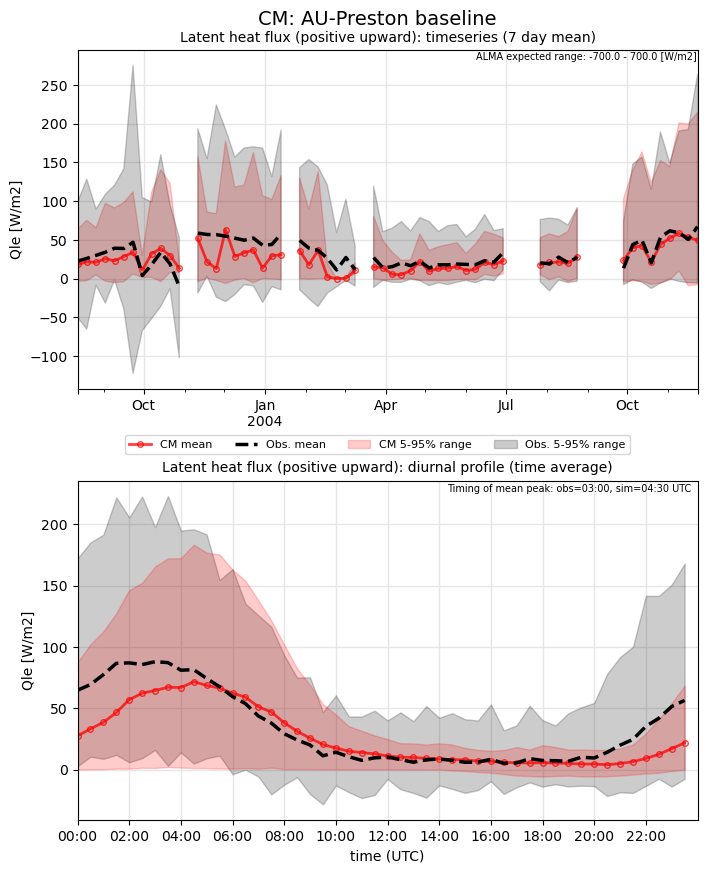 CM: AU-Preston baseline
Latent heat flux (positive upward): timeseries (7 day mean)
ALMA expected range: -700.0 - 700.0 [W/m2]
Qle [W/m2]
250
200
150
100
50
0
−50
−100
Oct
Jan
2004
Apr
Jul
Oct
CM mean
Obs. mean
CM 5-95% range
Obs. 5-95% range
Latent heat flux (positive upward): diurnal profile (time average)
Timing of mean peak: obs=03:00, sim=04:30 UTC
Qle [W/m2]
200
150
100
50
0
00:00 02:00 04:00 06:00 08:00 10:00 12:00 14:00 16:00 18:00 20:00 22:00
time (UTC)